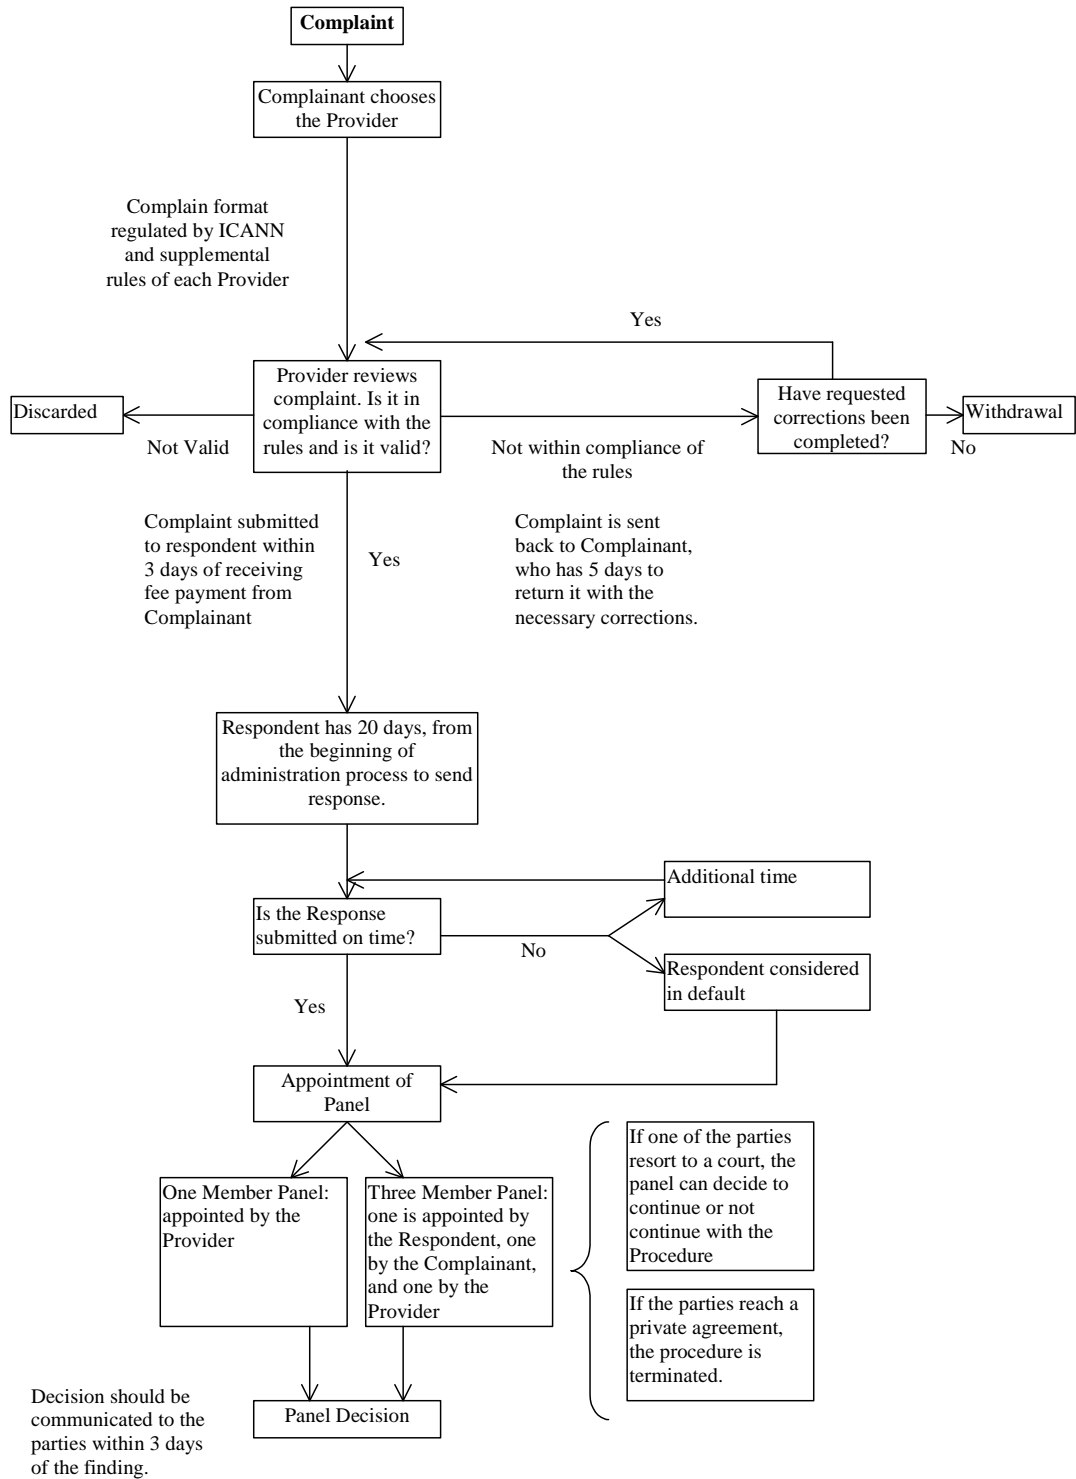 Complaint
Complainant chooses
the Provider
Complain format
regulated by ICANN
and supplemental
rules of each Provider
Yes
Provider reviews
complaint. Is it in
compliance with the
rules and is it valid?
Discarded
Not Valid
Not within compliance of
the rules
Have requested
corrections been
completed?
Withdrawal
No
Complaint submitted
to respondent within
3 days of receiving
fee payment from
Complainant
Yes
Complaint is sent
back to Complainant,
who has 5 days to
return it with the
necessary corrections.
Respondent has 20 days, from
the beginning of
administration process to send
response.
Is the Response
submitted on time?
No
Additional time
Respondent considered
in default
Yes
Appointment of
Panel
One Member Panel:
appointed by the
Provider
Three Member Panel:
one is appointed by
the Respondent, one
by the Complainant,
and one by the
Provider
If one of the parties
resort to a court, the
panel can decide to
continue or not
continue with the
Procedure
If the parties reach a
private agreement,
the procedure is
terminated.
Panel Decision
Decision should be
communicated to the
parties within 3 days
of the finding.